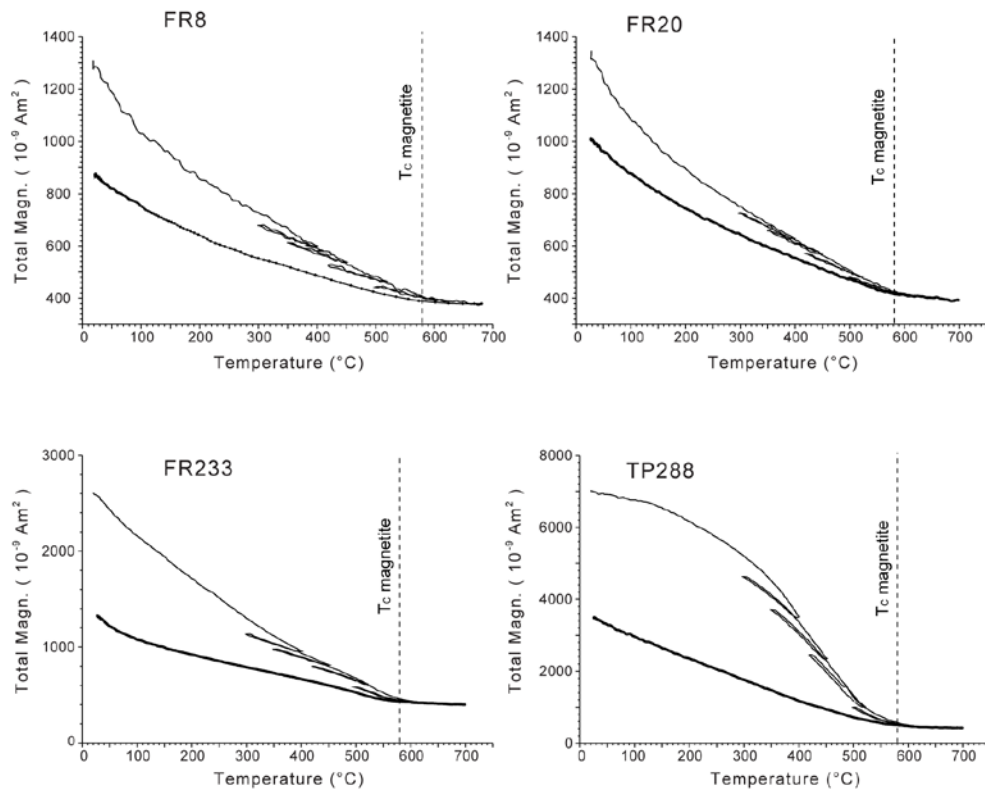 FR8
1400
1200
1000
800
600
400
Total Magn. ( 10⁻⁹ Am²)
Tc magnetite
0 100 200 300 400 500 600 700
Temperature (°C)
FR20
1400
1200
1000
800
600
400
Total Magn. ( 10⁻⁹ Am²)
Tc magnetite
0 100 200 300 400 500 600 700
Temperature (°C)
FR233
3000
2000
1000
0
Total Magn. ( 10⁻⁹ Am²)
Tc magnetite
0 100 200 300 400 500 600 700
Temperature (°C)
TP288
8000
6000
4000
2000
0
Total Magn. ( 10⁻⁹ Am²)
Tc magnetite
0 100 200 300 400 500 600 700
Temperature (°C)